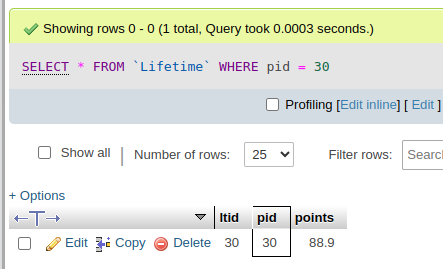 Showing rows 0 - 0 (1 total, Query took 0.0003 seconds.)
SELECT * FROM `Lifetime` WHERE pid = 30
Profiling [Edit inline] [ Edit ]
Show all | Number of rows: 25 Filter rows: Searc
+ Options
←T→ ltid pid points
Edit Copy Delete 30 30 88.9